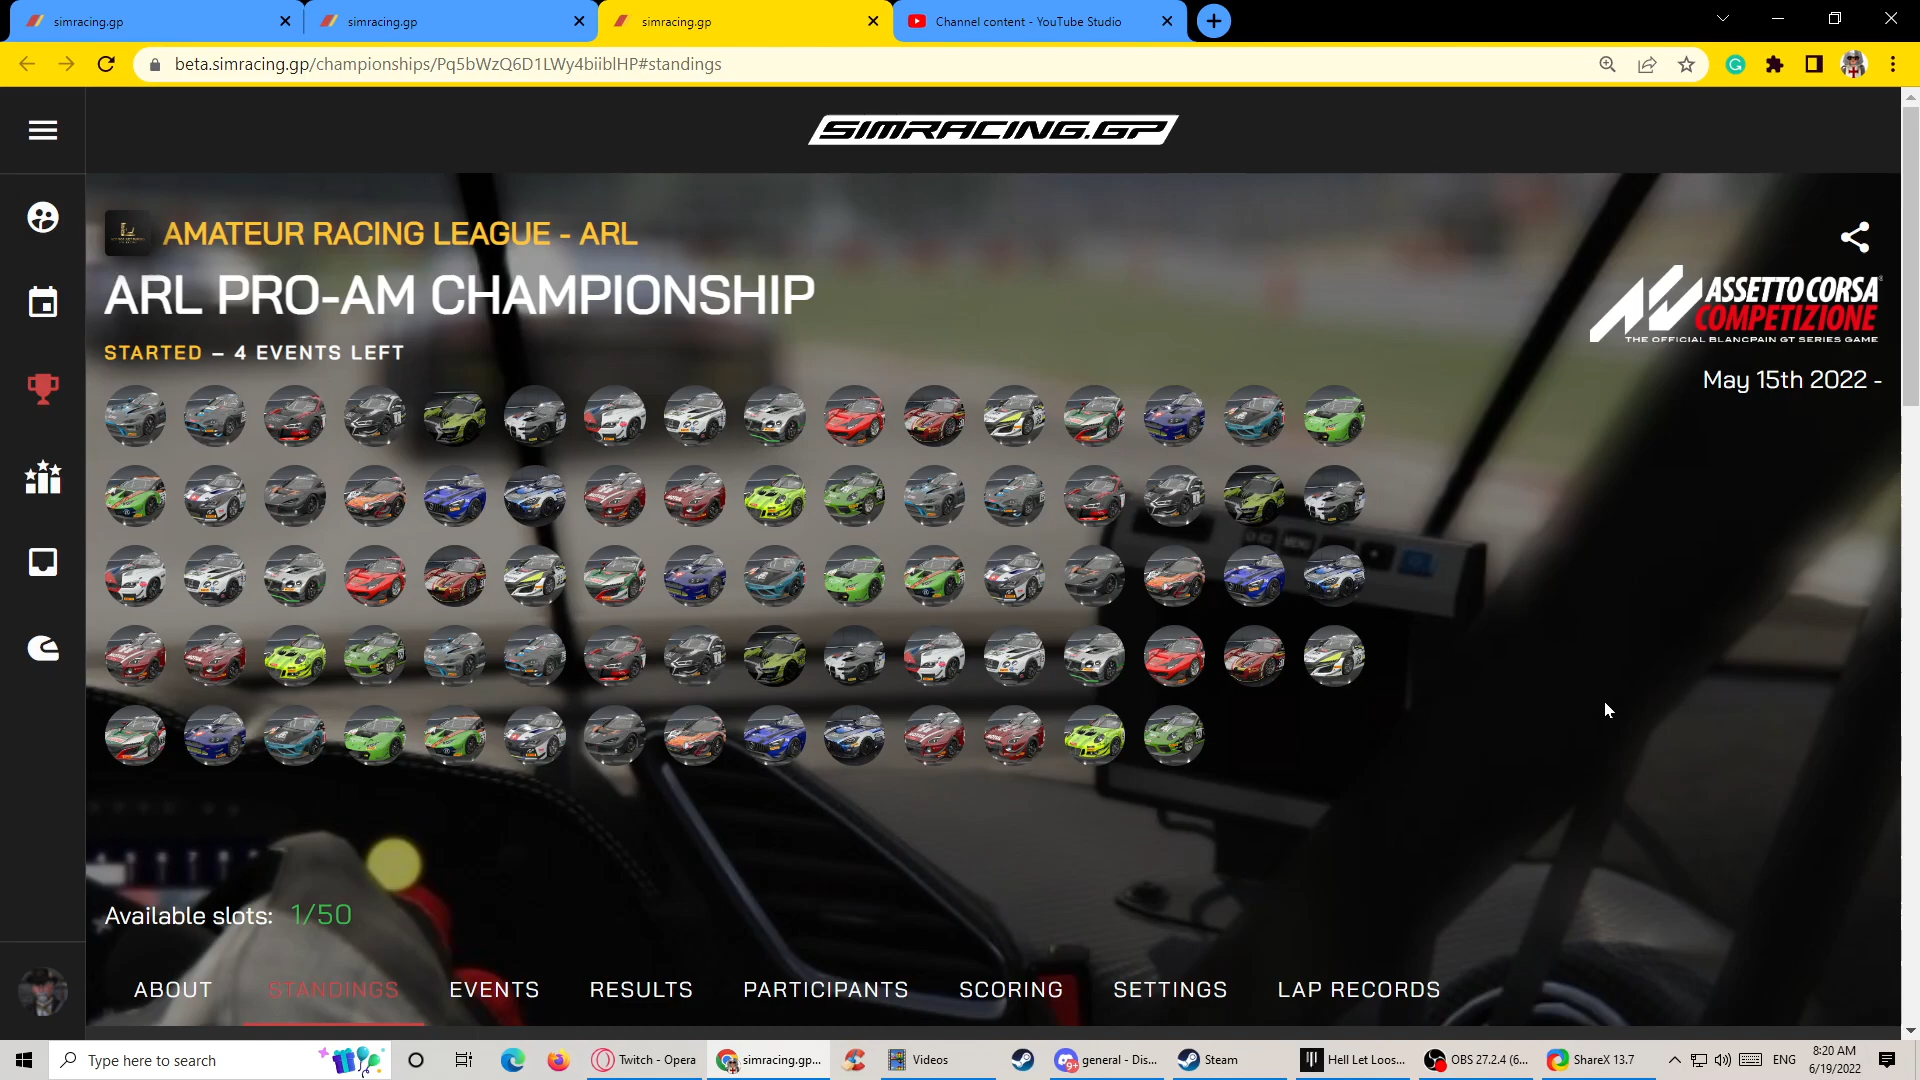 simracing.gp
simracing.gp
simracing.gp
Channel content - YouTube Studio
beta.simracing.gp/championships/Pq5bWzQ6D1LWy4biiblHP#standings
SIMRACING.GP
AMATEUR RACING LEAGUE - ARL
ARL PRO-AM CHAMPIONSHIP
STARTED – 4 EVENTS LEFT
ASSETTO CORSA
COMPETIZIONE
THE OFFICIAL BLANCPAIN GT SERIES GAME
May 15th 2022 -
Available slots: 1/50
ABOUT STANDINGS EVENTS RESULTS PARTICIPANTS SCORING SETTINGS LAP RECORDS
Type here to search
Twitch - Opera
simracing.gp...
Videos
9+
general - Dis...
Steam
Hell Let Loos...
OBS 27.2.4 (6...
ShareX 13.7
ENG
8:20 AM
6/19/2022